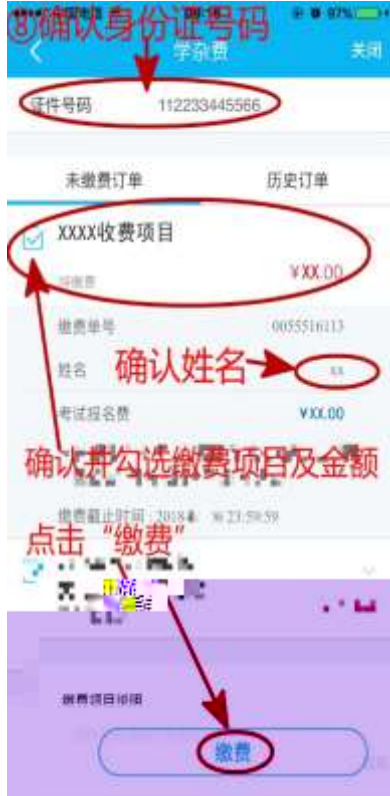 ⑧确认身份证号码
97%
学杂费
关闭
证件号码 112233445566
未缴费订单 历史订单
XXXX收费项目
¥XX.00
待缴费
缴费单号 0055516113
姓名 确认姓名 xx
考试报名费 ¥XX.00
确认并勾选缴费项目及金额
缴费截止时间 2018 23:59:59
点击“缴费”
缴费项目明细
缴费